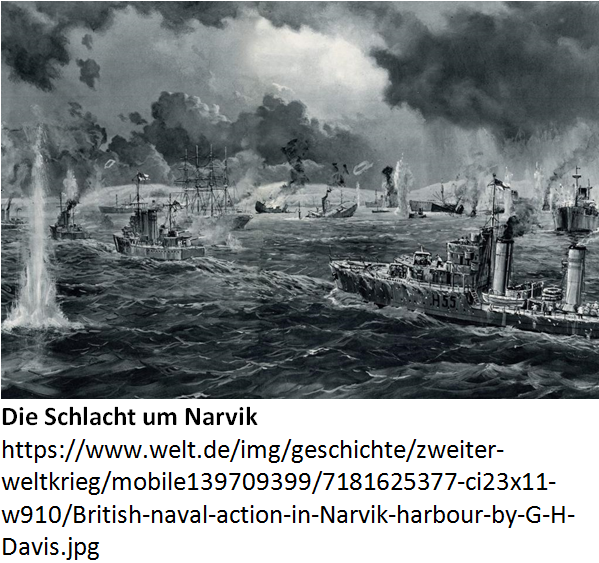 H55
Die Schlacht um Narvik
https://www.welt.de/img/geschichte/zweiter-
weltkrieg/mobile139709399/7181625377-ci23x11-
w910/British-naval-action-in-Narvik-harbour-by-G-H-
Davis.jpg